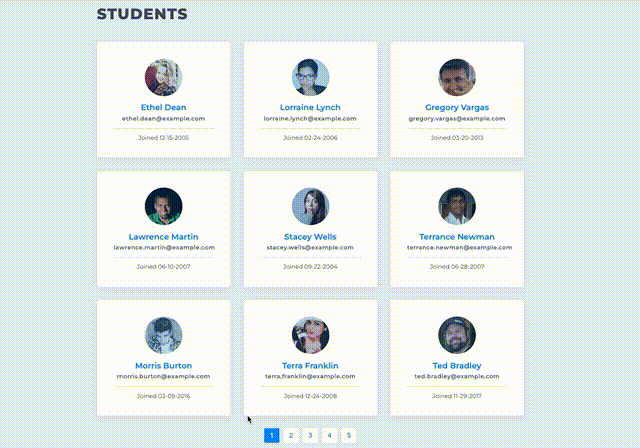 STUDENTS
Ethel Dean
ethel.dean@example.com
Joined 12-15-2005
Lorraine Lynch
lorraine.lynch@example.com
Joined 02-24-2006
Gregory Vargas
gregory.vargas@example.com
Joined 03-20-2013
Lawrence Martin
lawrence.martin@example.com
Joined 06-10-2007
Stacey Wells
stacey.wells@example.com
Joined 09-22-2004
Terrance Newman
terrance.newman@example.com
Joined 06-28-2007
Morris Burton
morris.burton@example.com
Joined 02-09-2016
Terra Franklin
terra.franklin@example.com
Joined 12-24-2008
Ted Bradley
ted.bradley@example.com
Joined 11-29-2017
1 2 3 4 5